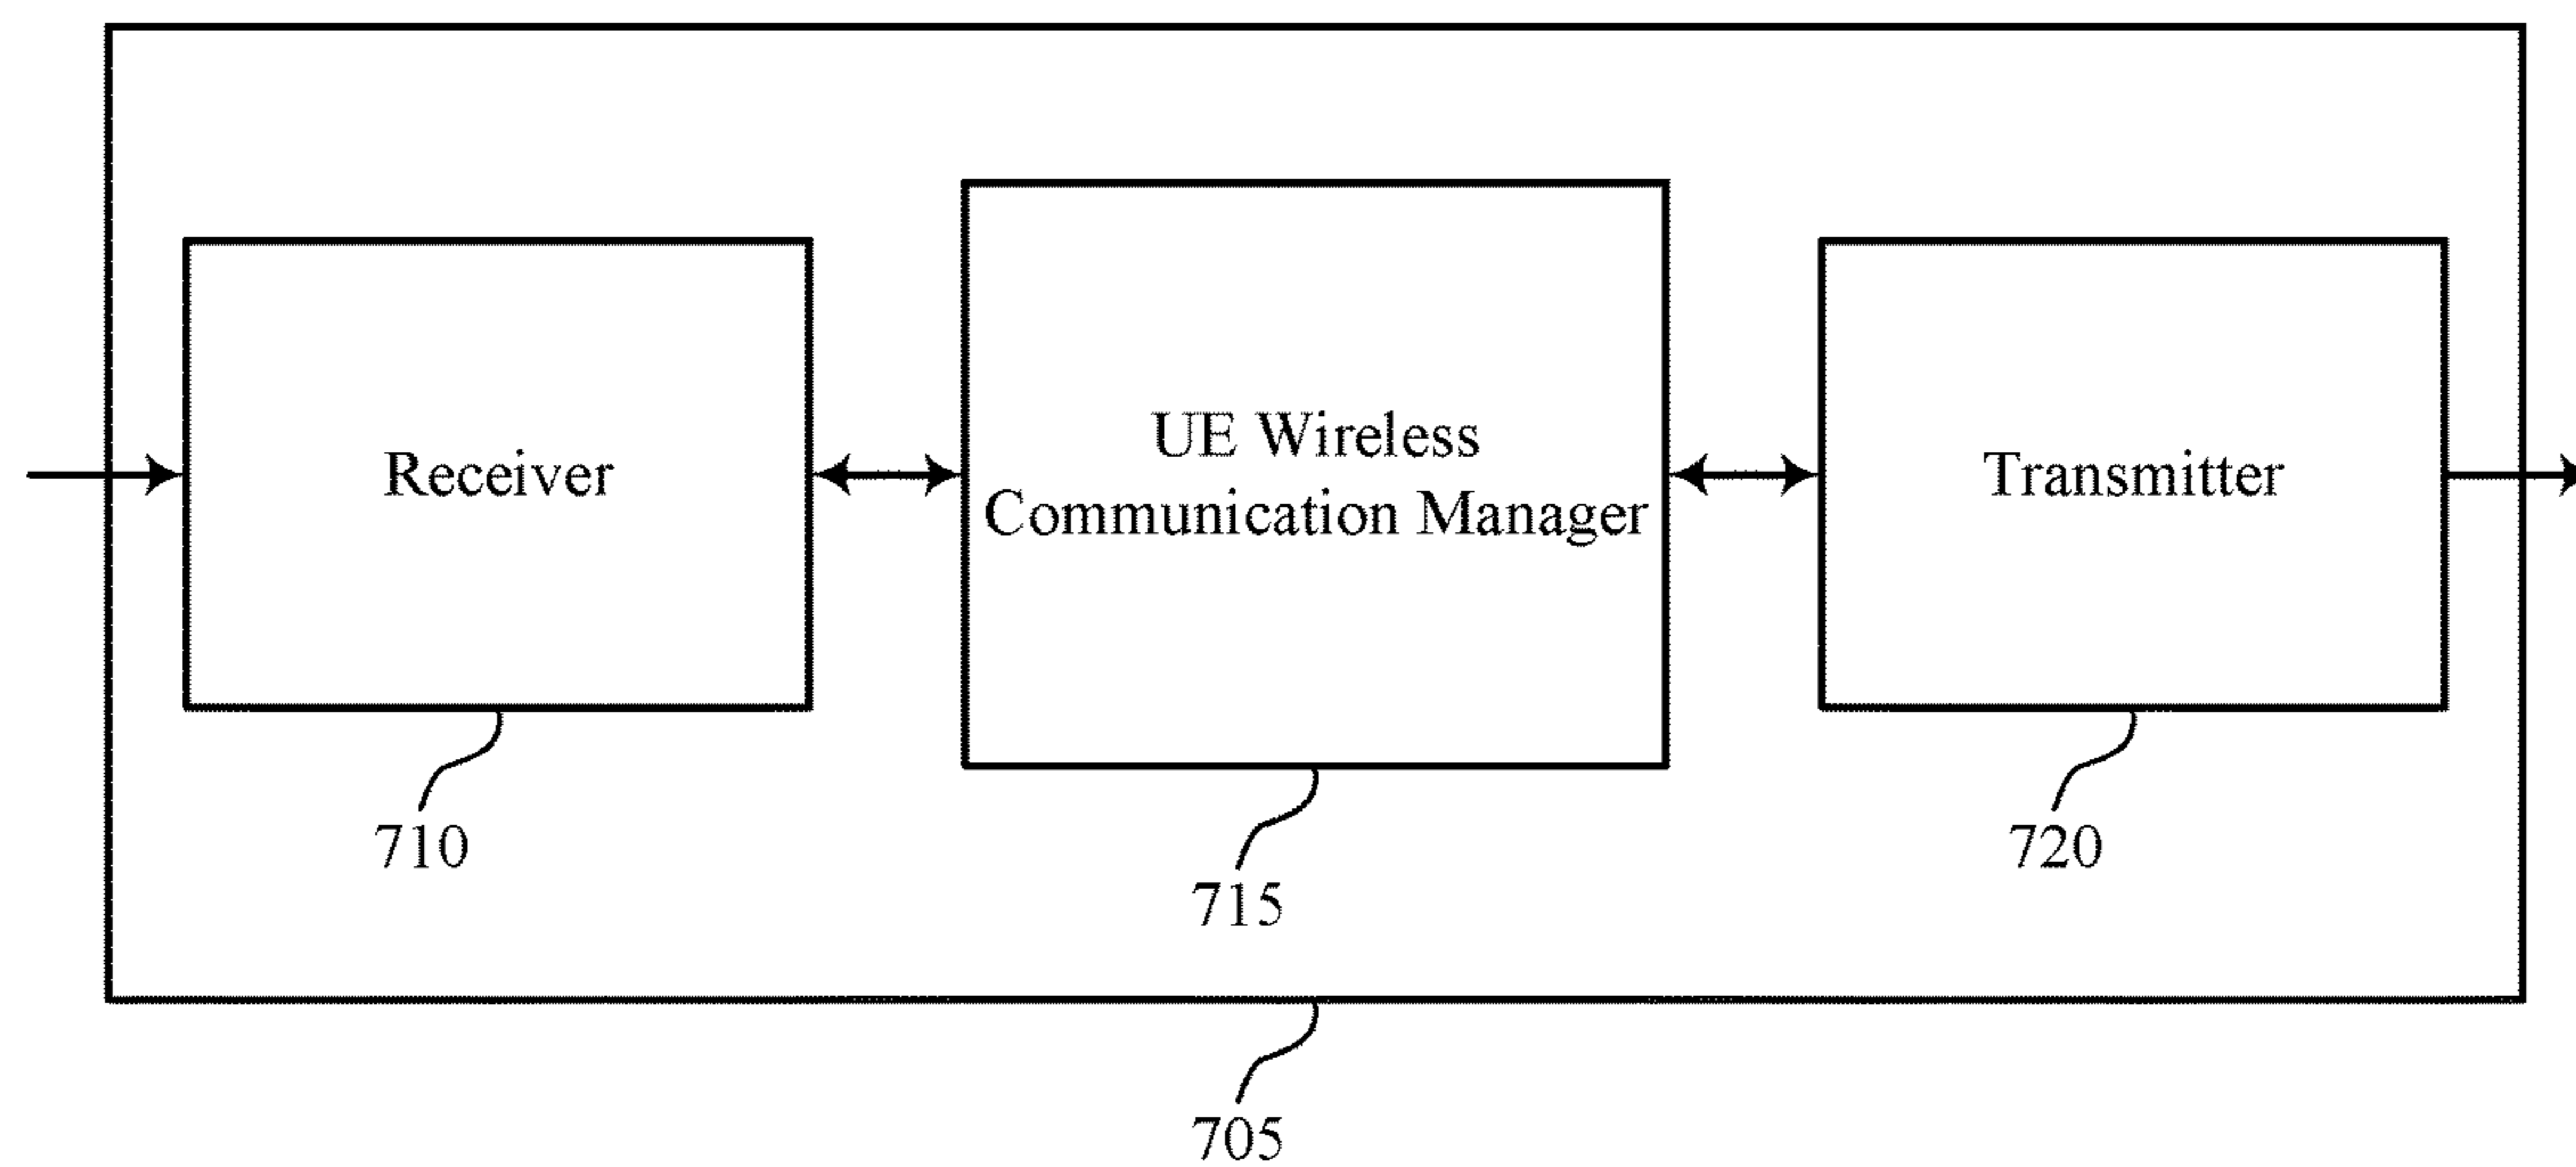 Receiver
UE Wireless
Communication Manager
Transmitter
710
715
720
705